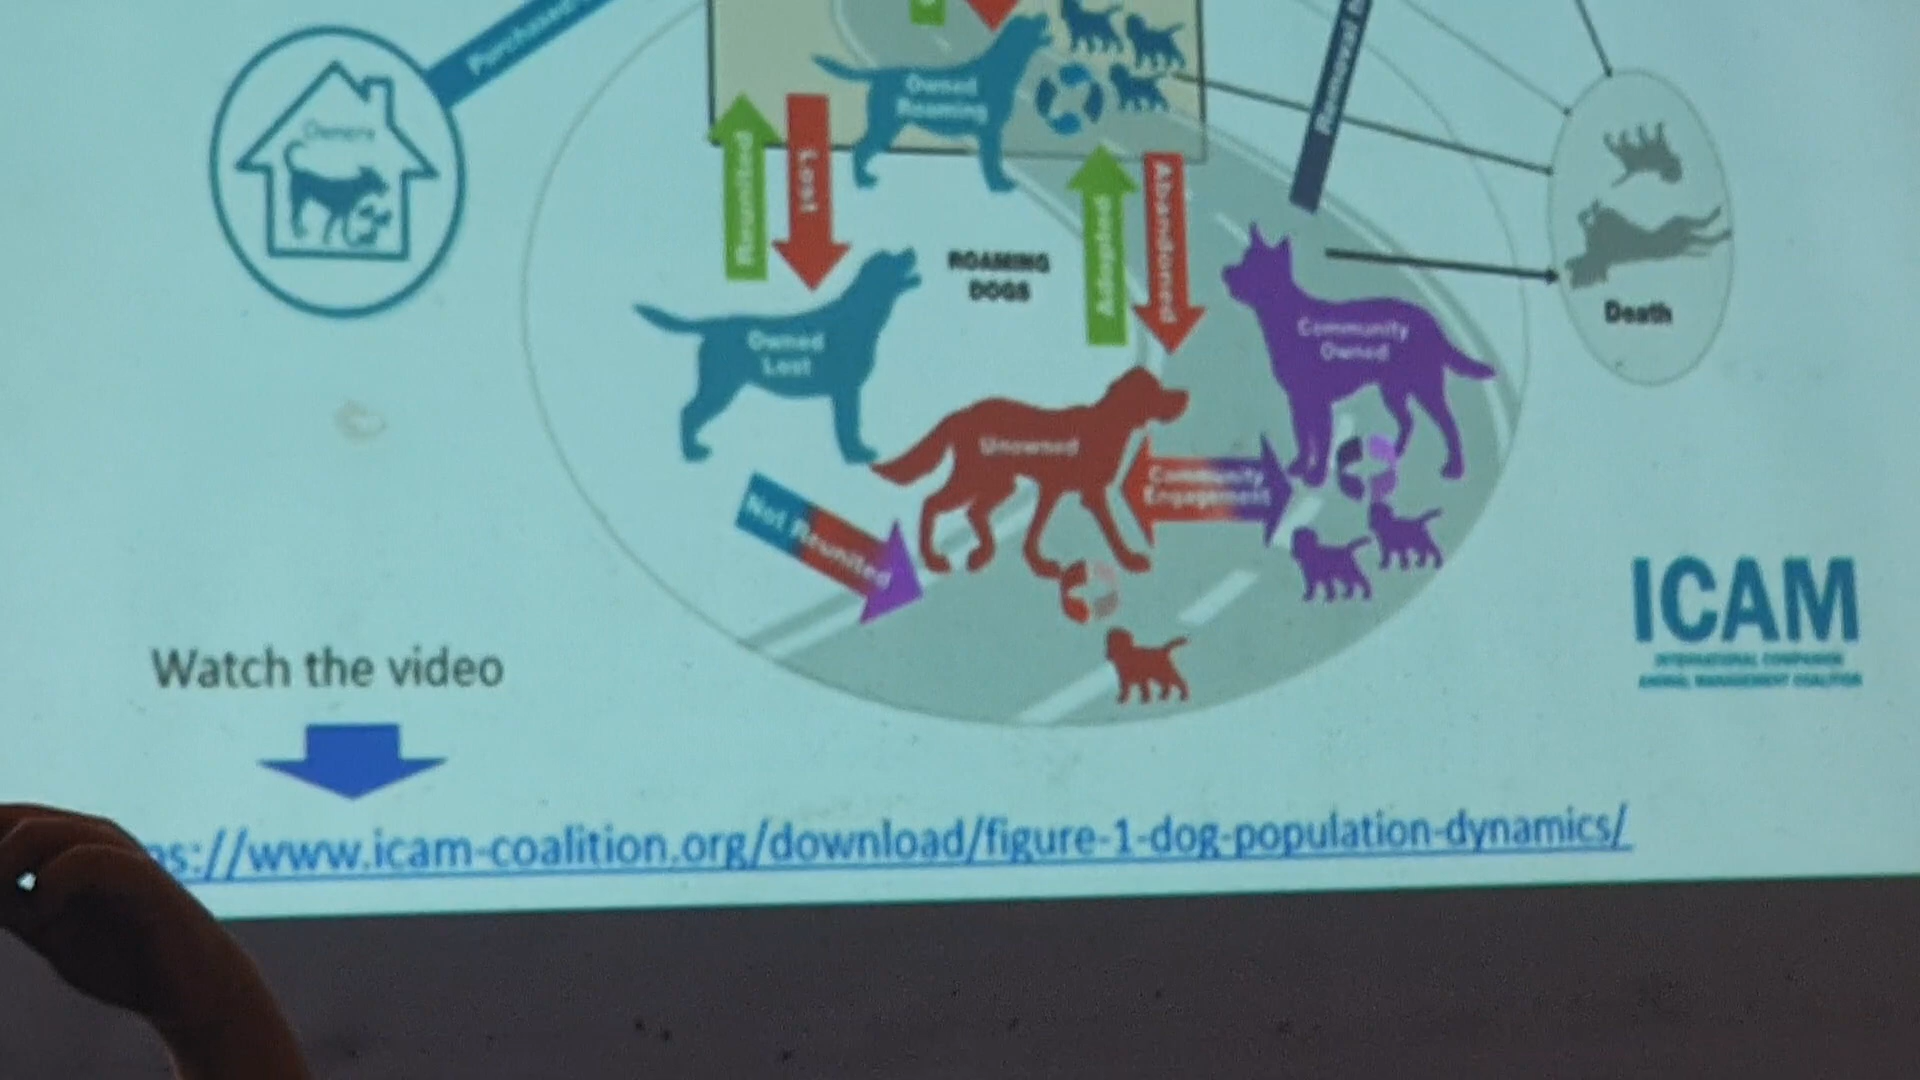 Purchased
Owners
Owned
Roaming
Removal
Reunited
Lost
Adopted
Abandoned
ROAMING
DOGS
Owned
Lost
Community
Owned
Death
Unowned
Community
Engagement
Not Reunited
ICAM
INTERNATIONAL COMPANION
ANIMAL MANAGEMENT COALITION
Watch the video
s://www.icam-coalition.org/download/figure-1-dog-population-dynamics/